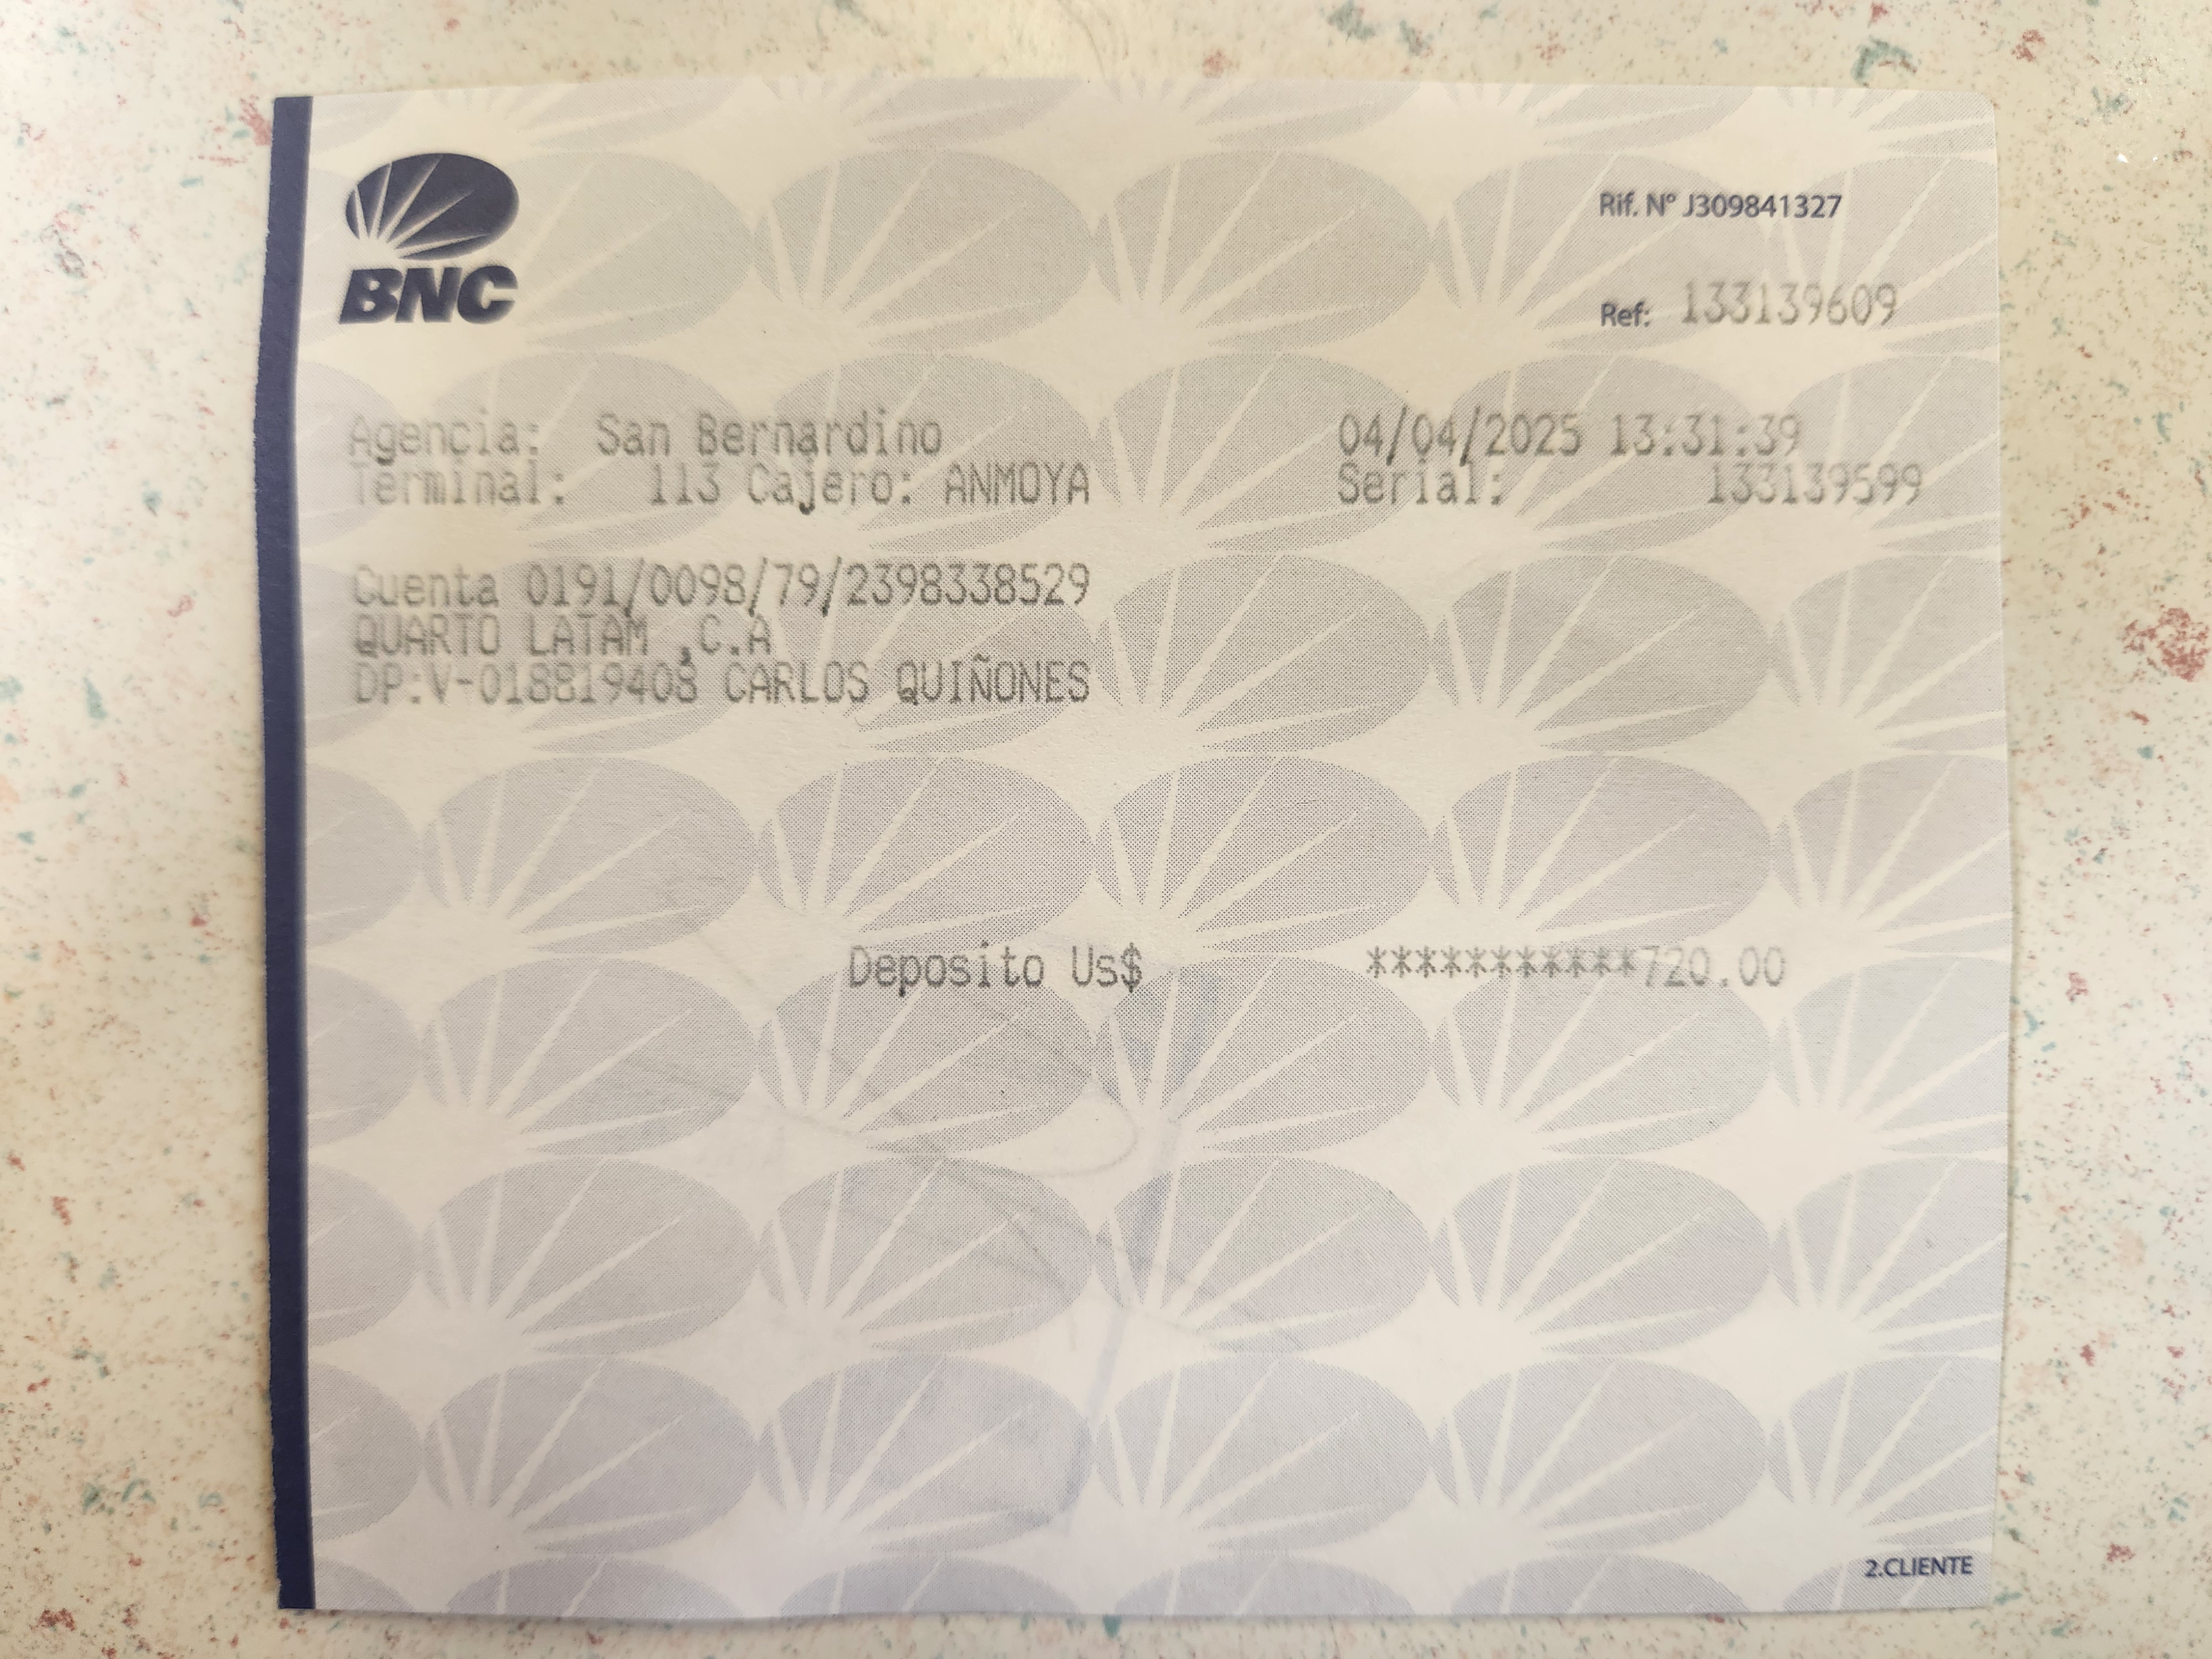 BNC
Rif. N° J309841327
Ref: 133139609
Agencia: San Bernardino 04/04/2025 13:31:39
Terminal: 113 Cajero: ANMOYA Serial: 133139599
Cuenta 0191/0098/79/2398338529
QUARTO LATAM ,C.A
DP:V-018819408 CARLOS QUIÑONES
Deposito Us$ ***********720.00
2.CLIENTE